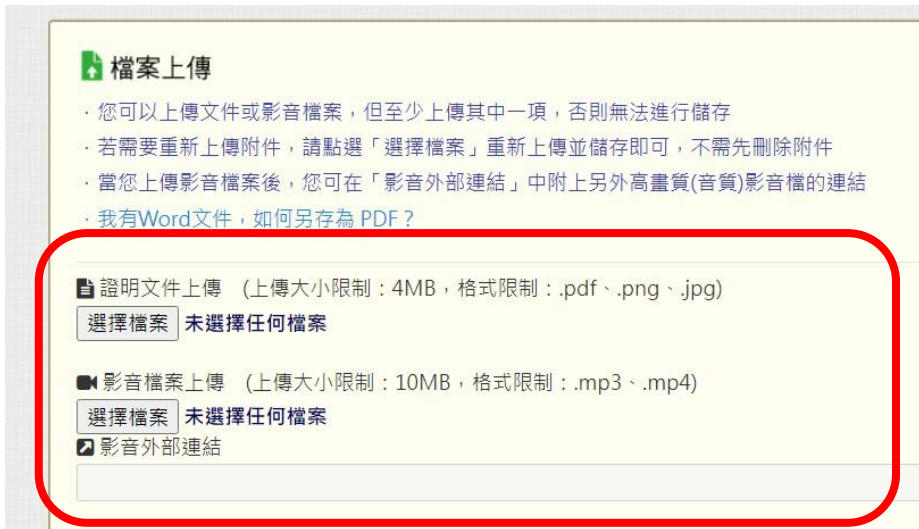 檔案上傳
· 您可以上傳文件或影音檔案，但至少上傳其中一項，否則無法進行儲存
· 若需要重新上傳附件，請點選「選擇檔案」重新上傳並儲存即可，不需先刪除附件
· 當您上傳影音檔案後，您可在「影音外部連結」中附上另外高畫質(音質)影音檔的連結
· 我有Word文件，如何另存為 PDF？
證明文件上傳 (上傳大小限制：4MB，格式限制：.pdf、.png、.jpg)
選擇檔案 未選擇任何檔案
影音檔案上傳 (上傳大小限制：10MB，格式限制：.mp3、.mp4)
選擇檔案 未選擇任何檔案
影音外部連結